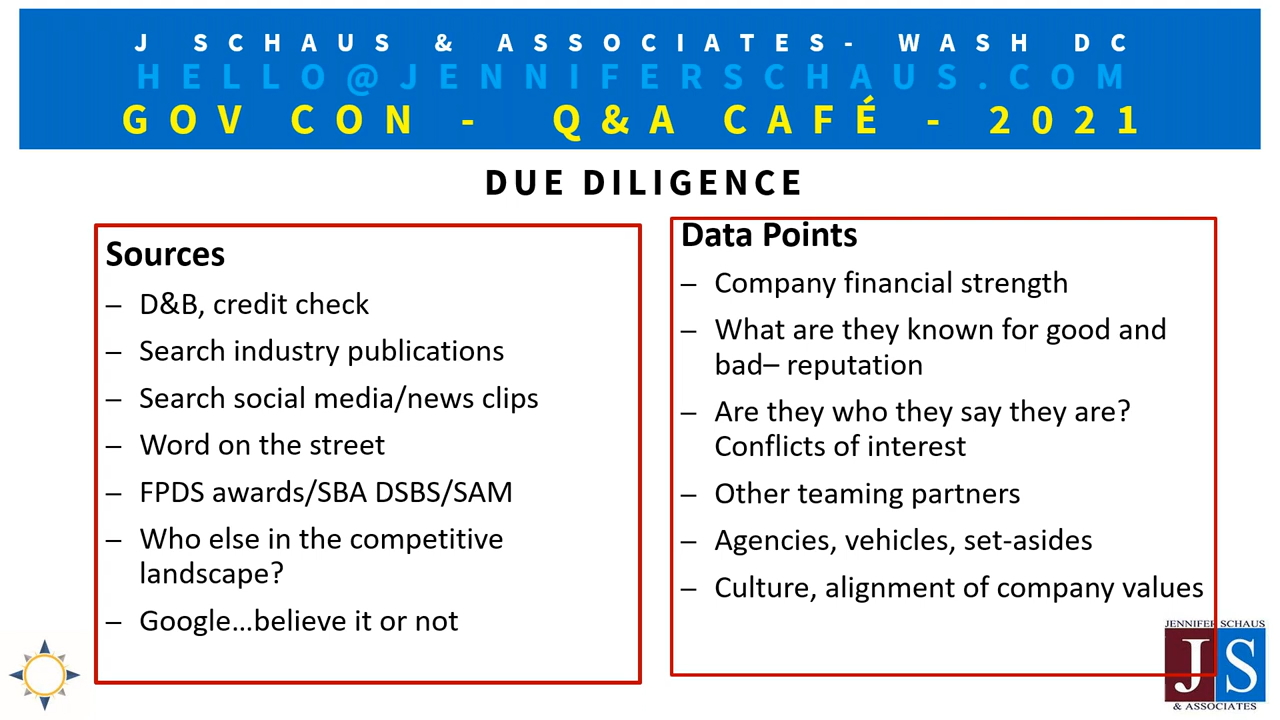 J SCHAUS & ASSOCIATES- WASH DC
HELLO@JENNIFERSCHAUS.COM
GOV CON - Q&A CAFÉ - 2021
DUE DILIGENCE
Sources
– D&B, credit check
– Search industry publications
– Search social media/news clips
– Word on the street
– FPDS awards/SBA DSBS/SAM
– Who else in the competitive
landscape?
– Google...believe it or not
Data Points
– Company financial strength
– What are they known for good and
bad– reputation
– Are they who they say they are?
Conflicts of interest
– Other teaming partners
– Agencies, vehicles, set-asides
– Culture, alignment of company values
JENNIFER SCHAUS
JS
& ASSOCIATES